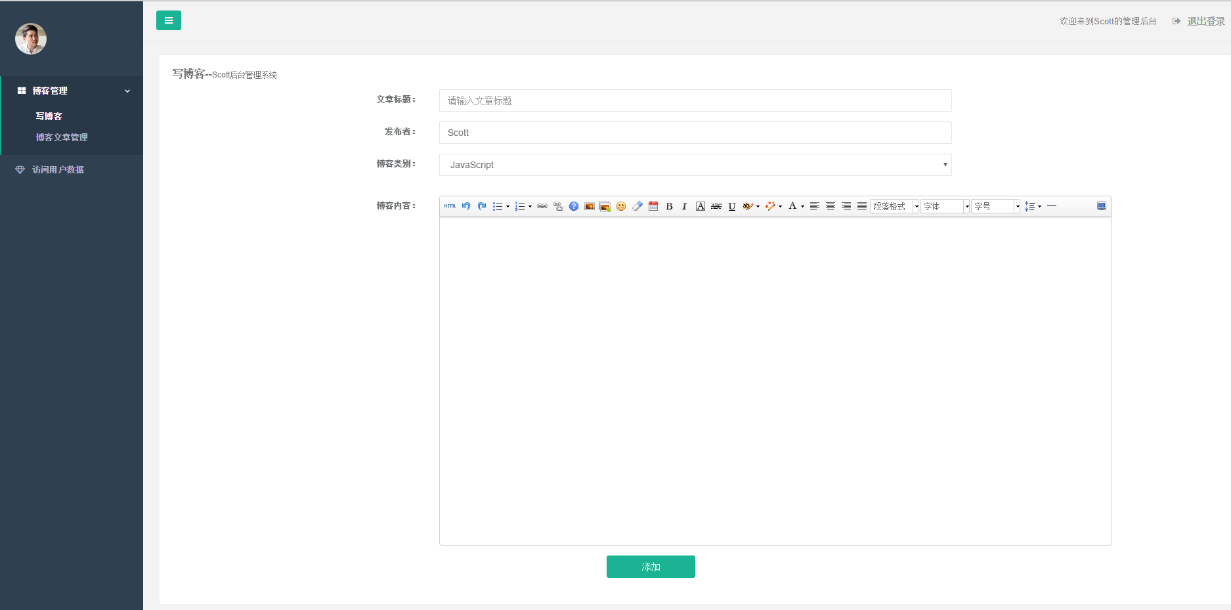 欢迎来到Scott的管理后台 退出登录
博客管理
写博客
博客文章管理
访问用户数据
写博客--Scott后台管理系统
文章标题： 请输入文章标题
发布者： Scott
博客类别： JavaScript
博客内容： HTML B I A ABC U A 段落格式 字体 字号
添加